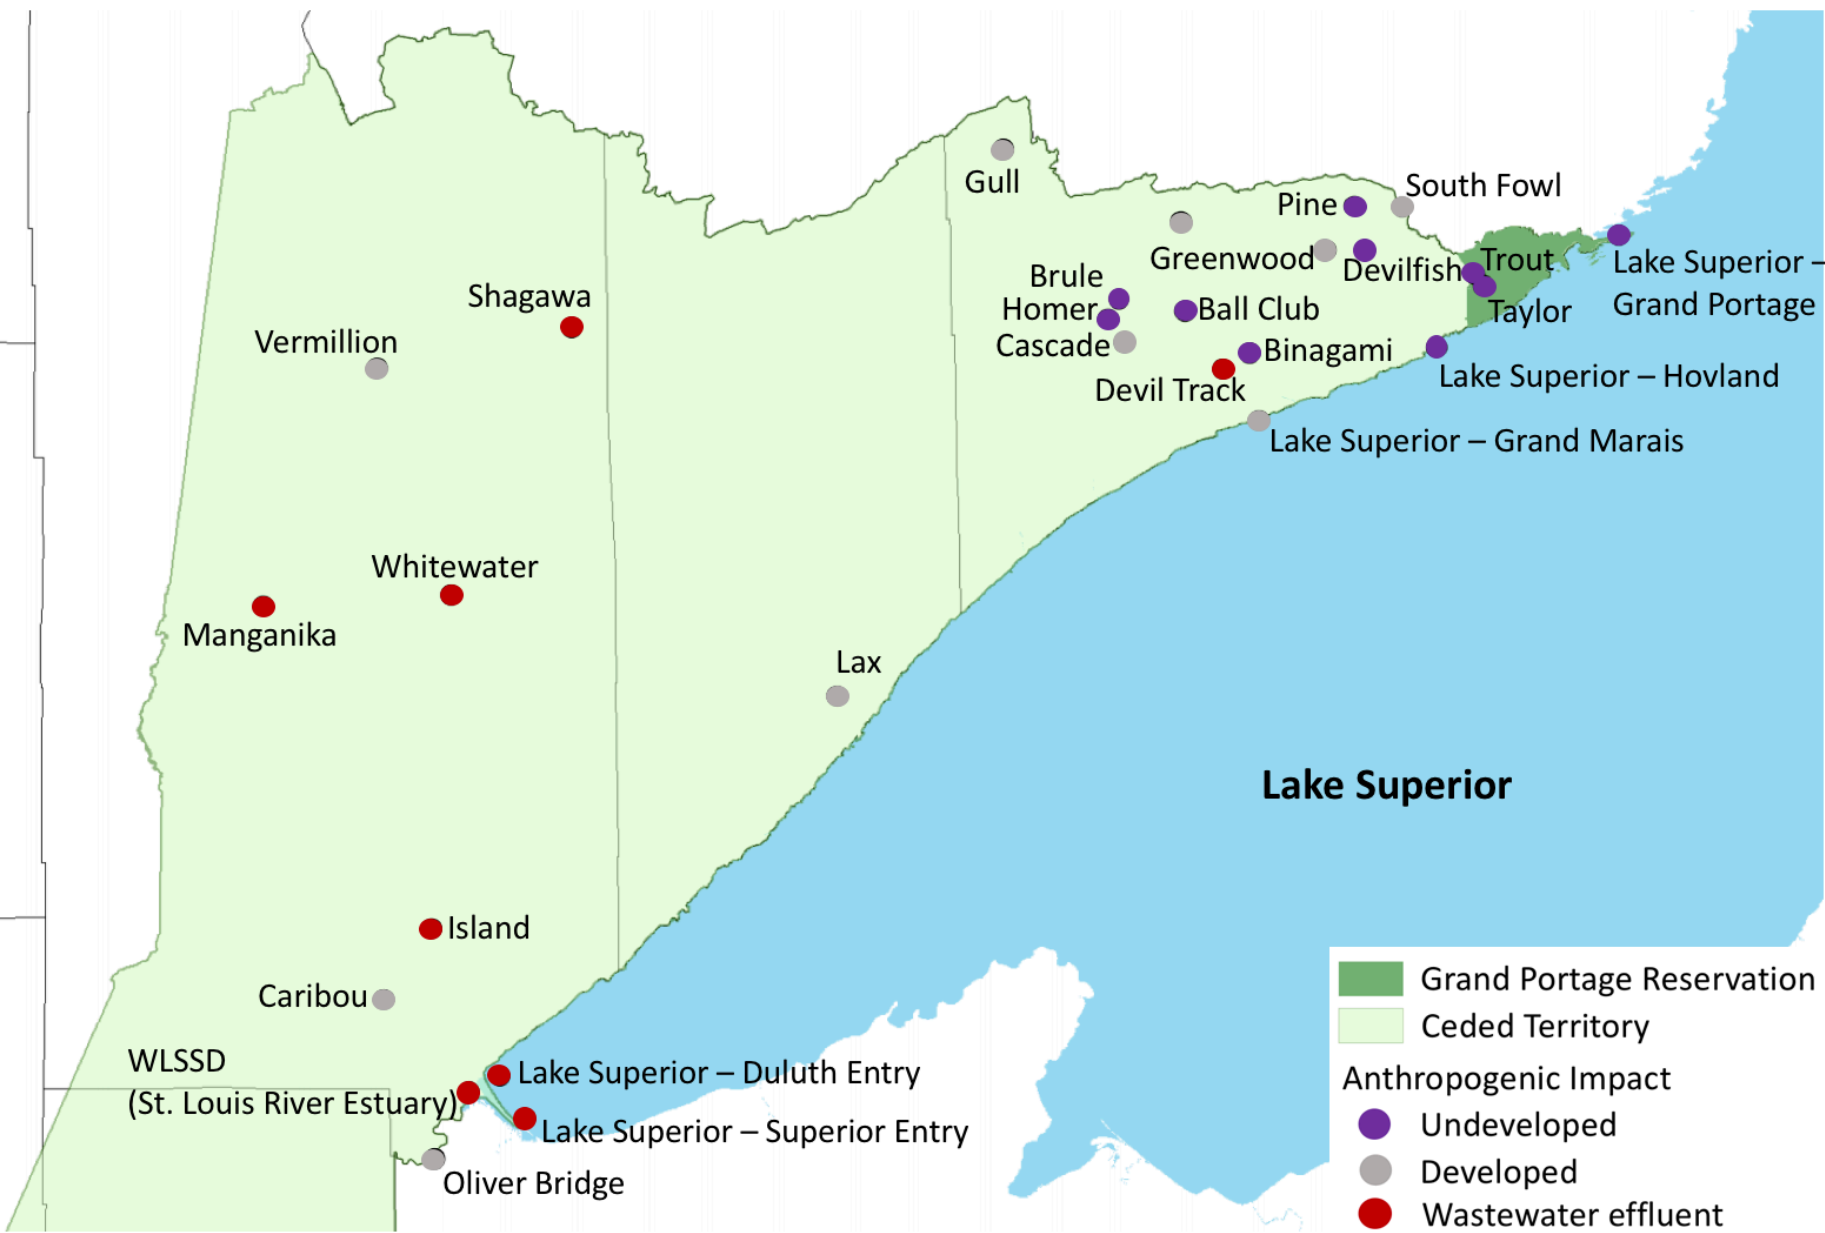 Gull
South Fowl
Pine
Greenwood
Devilfish
Trout
Taylor
Lake Superior –
Grand Portage
Brule
Homer
Cascade
Ball Club
Binagami
Devil Track
Lake Superior – Hovland
Lake Superior – Grand Marais
Shagawa
Vermillion
Whitewater
Manganika
Lax
Lake Superior
Island
Caribou
WLSSD
(St. Louis River Estuary)
Lake Superior – Duluth Entry
Lake Superior – Superior Entry
Oliver Bridge
Grand Portage Reservation
Ceded Territory
Anthropogenic Impact
Undeveloped
Developed
Wastewater effluent